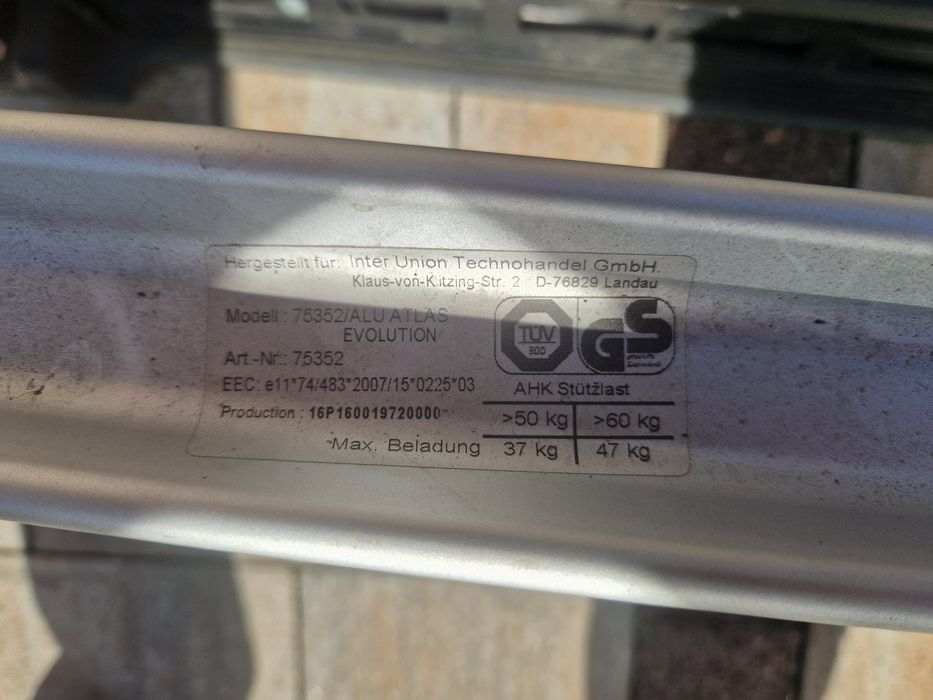 Hergestellt für: Inter Union Technohandel GmbH.
Klaus-von-Kitzing-Str. 2 D-76829 Landau
Modell : 75352/ALU ATLAS
EVOLUTION
Art.-Nr.: 75352
EEC: e11*74/483*2007/15*0225*03
Production : 16P160019720000
TÜV
GS
AHK Stützlast
>50 kg >60 kg
Max. Beladung 37 kg 47 kg